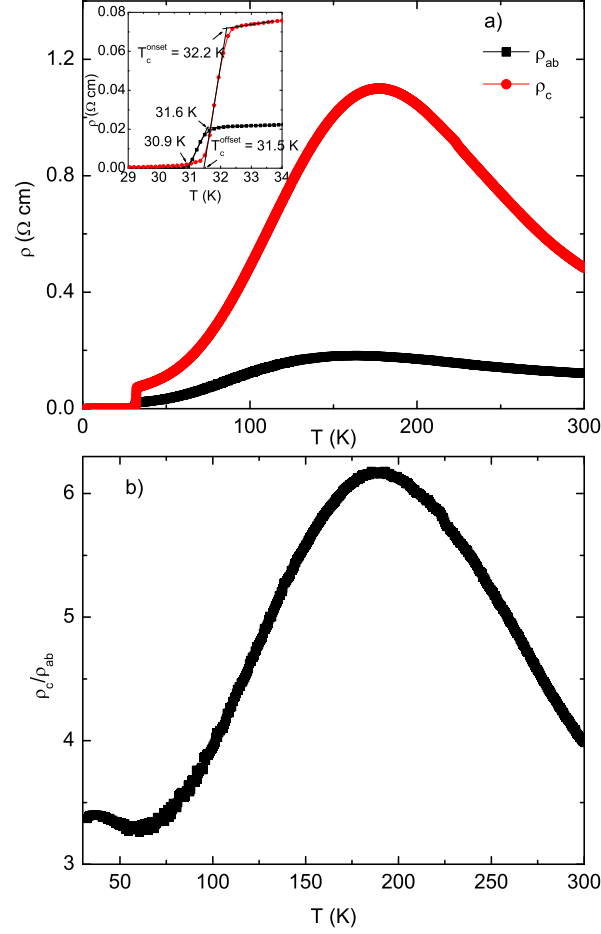 a)
ρab
ρc
ρ (Ω cm)
1.2
0.8
0.4
0.0
0 100 200 300
T (K)
ρ (Ω cm)
0.08
0.06
0.04
0.02
0.00
29 30 31 32 33 34
T (K)
Tc onset = 32.2 K
31.6 K
30.9 K
Tc offset = 31.5 K
b)
ρc/ρab
6
5
4
3
50 100 150 200 250 300
T (K)